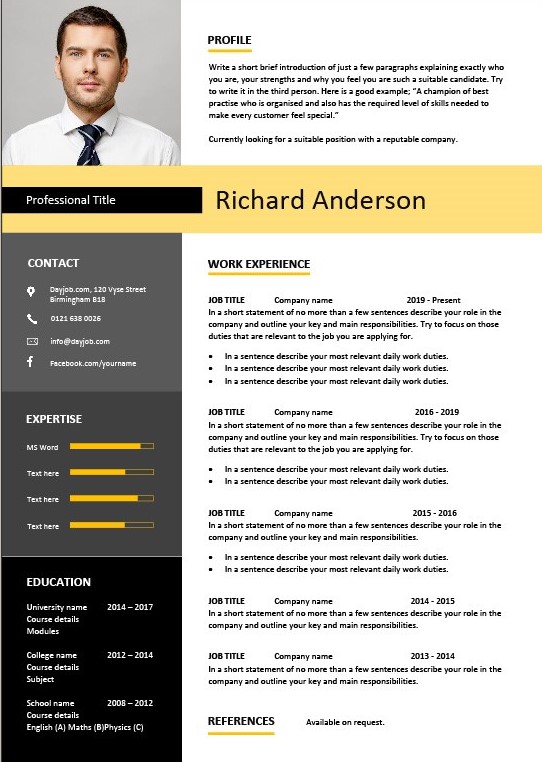 PROFILE
Write a short brief introduction of just a few paragraphs explaining exactly who
you are, your strengths and why you feel you are such a suitable candidate. Try
to write it in the third person. Here is a good example; “A champion of best
practise who is organised and also has the required level of skills needed to
make every customer feel special.”
Currently looking for a suitable position with a reputable company.
Professional Title
Richard Anderson
CONTACT
Dayjob.com, 120 Vyse Street
Birmingham B18
0121 638 0026
info@dayjob.com
Facebook.com/yourname
EXPERTISE
MS Word
Text here
Text here
Text here
EDUCATION
University name 2014 – 2017
Course details
Modules
College name 2012 – 2014
Course details
Subject
School name 2008 – 2012
Course details
English (A) Maths (B)Physics (C)
WORK EXPERIENCE
JOB TITLE Company name 2019 - Present
In a short statement of no more than a few sentences describe your role in the
company and outline your key and main responsibilities. Try to focus on those
duties that are relevant to the job you are applying for.
• In a sentence describe your most relevant daily work duties.
• In a sentence describe your most relevant daily work duties.
• In a sentence describe your most relevant daily work duties.
JOB TITLE Company name 2016 - 2019
In a short statement of no more than a few sentences describe your role in the
company and outline your key and main responsibilities. Try to focus on those
duties that are relevant to the job you are applying for.
• In a sentence describe your most relevant daily work duties.
• In a sentence describe your most relevant daily work duties.
JOB TITLE Company name 2015 - 2016
In a short statement of no more than a few sentences describe your role in the
company and outline your key and main responsibilities.
• In a sentence describe your most relevant daily work duties.
• In a sentence describe your most relevant daily work duties.
JOB TITLE Company name 2014 - 2015
In a short statement of no more than a few sentences describe your role in the
company and outline your key and main responsibilities.
JOB TITLE Company name 2013 - 2014
In a short statement of no more than a few sentences describe your role in the
company and outline your key and main responsibilities.
REFERENCES Available on request.